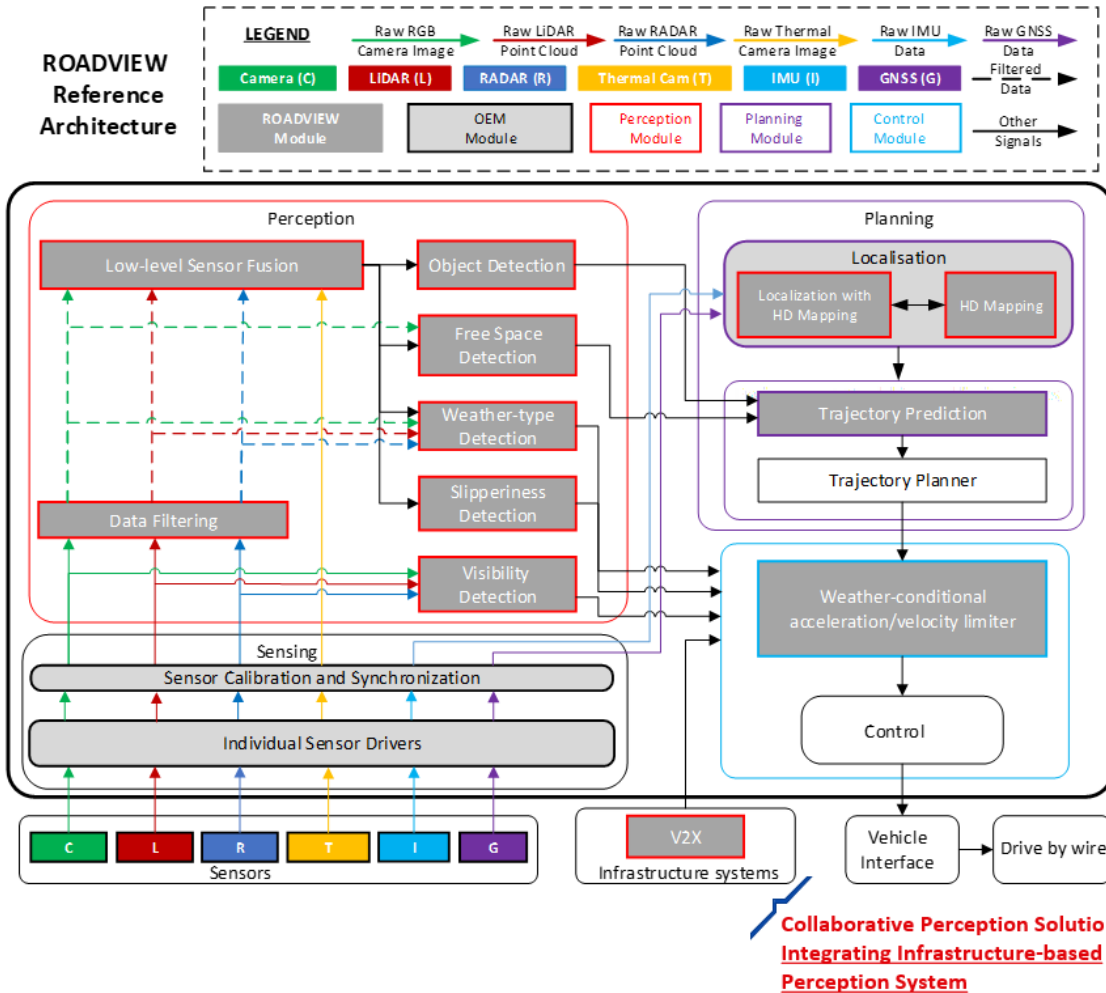 ROADVIEW
Reference
Architecture
LEGEND
Raw RGB
Camera Image
Raw LiDAR
Point Cloud
Raw RADAR
Point Cloud
Raw Thermal
Camera Image
Raw IMU
Data
Raw GNSS
Data
Camera (C)
LiDAR (L)
RADAR (R)
Thermal Cam (T)
IMU (I)
GNSS (G)
Filtered
Data
ROADVIEW
Module
OEM
Module
Perception
Module
Planning
Module
Control
Module
Other
Signals
Perception
Low-level Sensor Fusion
Object Detection
Free Space
Detection
Weather-type
Detection
Slipperiness
Detection
Data Filtering
Visibility
Detection
Planning
Localisation
Localization with
HD Mapping
HD Mapping
Trajectory Prediction
Trajectory Planner
Weather-conditional
acceleration/velocity limiter
Control
Sensing
Sensor Calibration and Synchronization
Individual Sensor Drivers
C
L
R
T
I
G
Sensors
V2X
Infrastructure systems
Vehicle
Interface
Drive by wire
Collaborative Perception Solutio
Integrating Infrastructure-based
Perception System